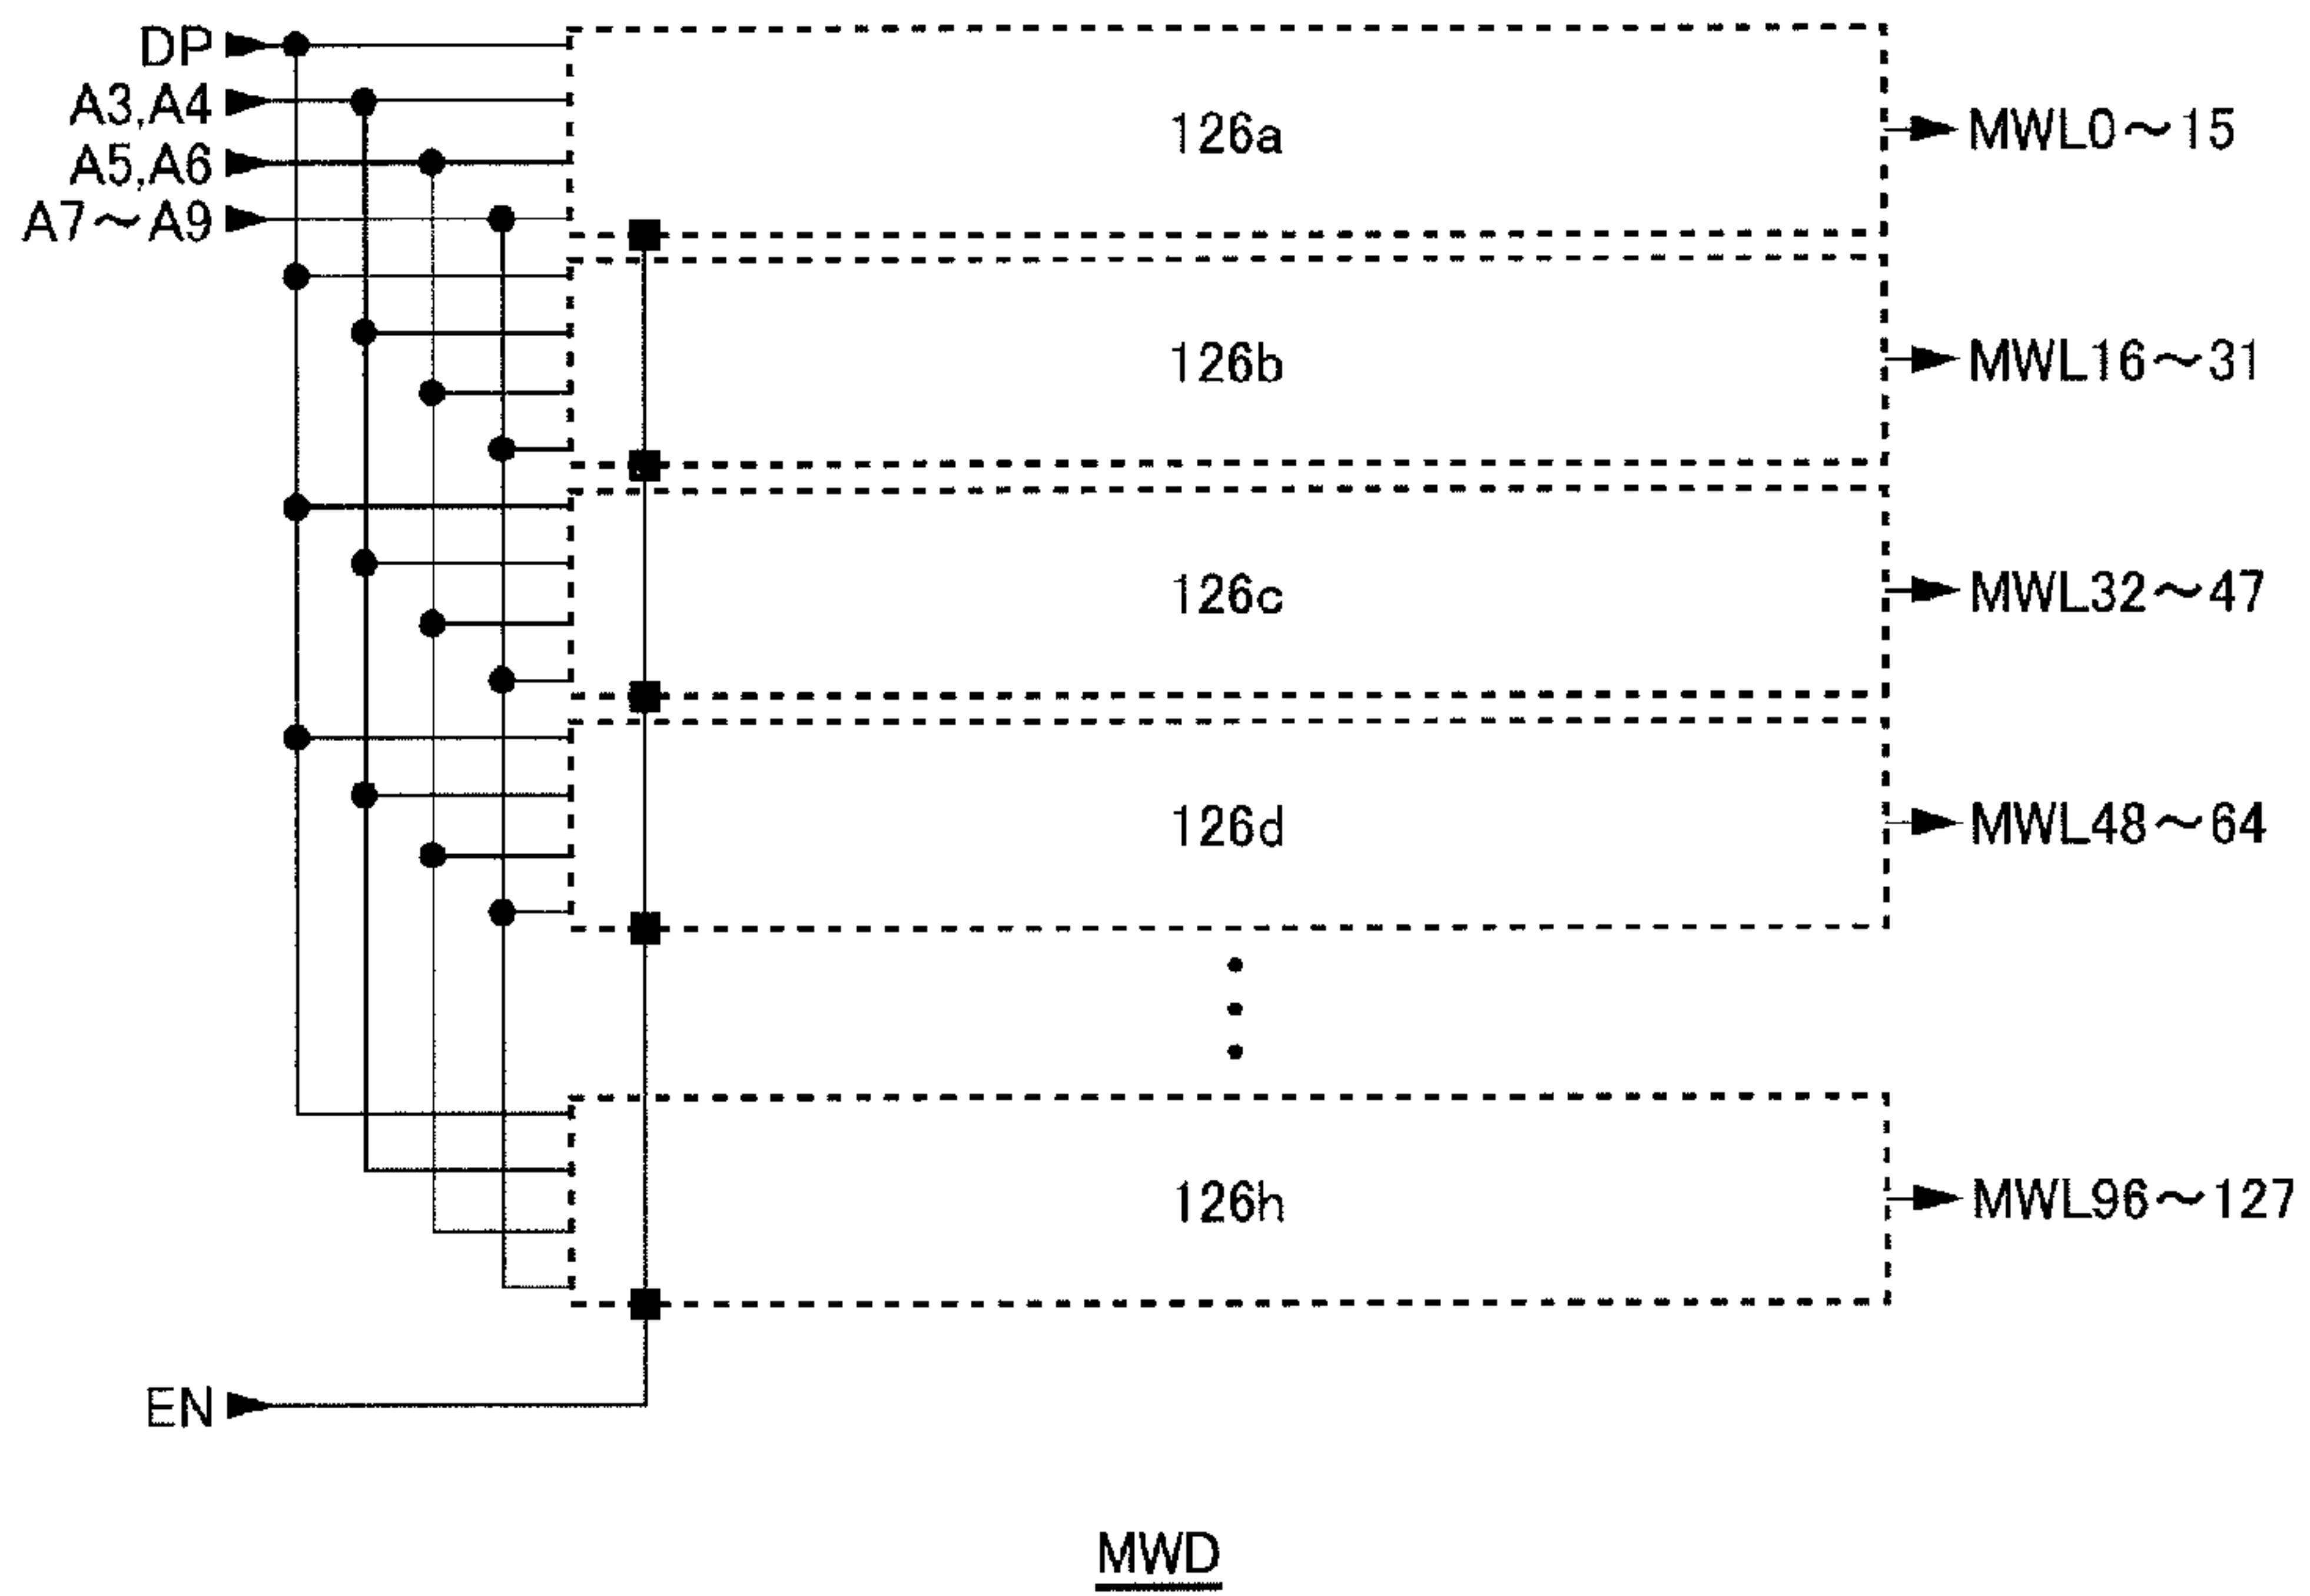 DP
A3,A4
A5,A6
A7～A9
126a
MWL0～15
126b
MWL16～31
126c
MWL32～47
126d
MWL48～64
126h
MWL96～127
EN
MWD